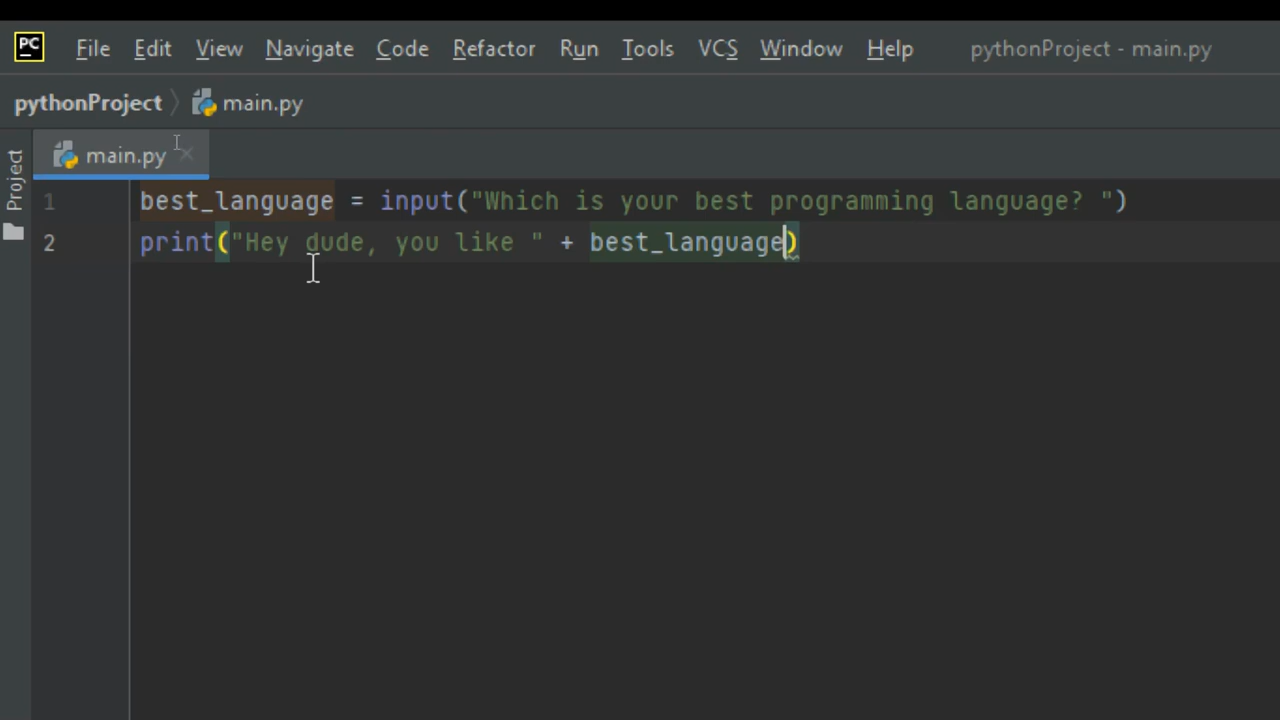 PC File Edit View Navigate Code Refactor Run Tools VCS Window Help pythonProject - main.py
pythonProject main.py
main.py
Project
1 best_language = input("Which is your best programming language? ")
2 print("Hey dude, you like " + best_language)